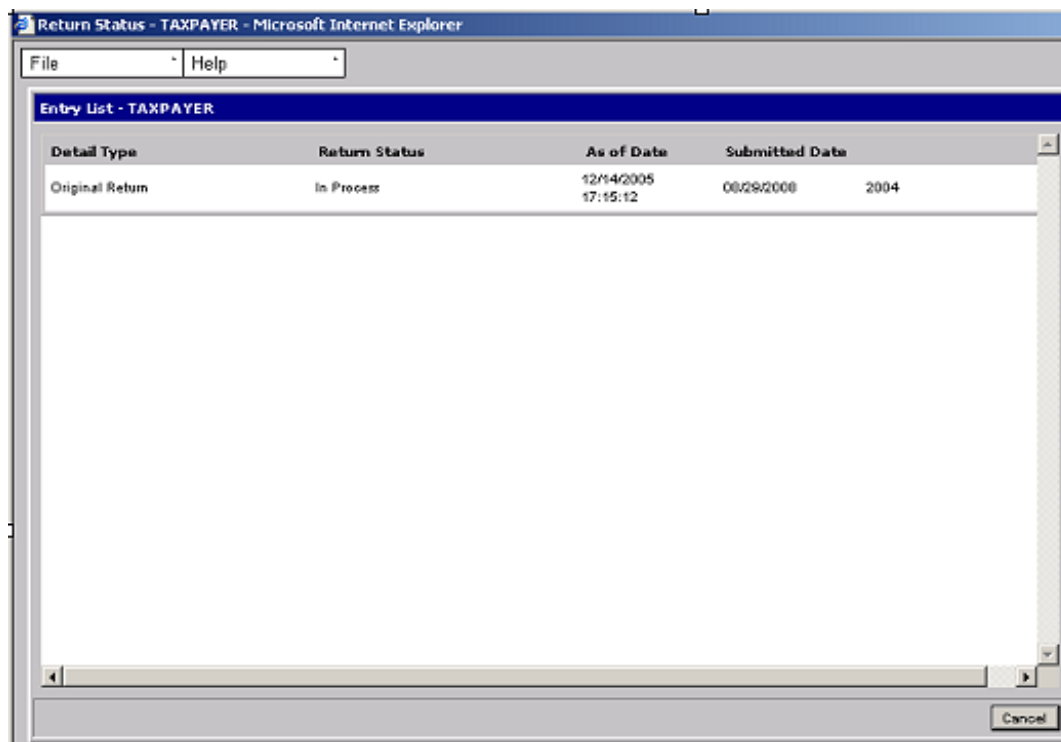 Return Status - TAXPAYER - Microsoft Internet Explorer
File Help
Entry List - TAXPAYER
Detail Type Return Status As of Date Submitted Date
Original Return In Process 12/14/2005 17:15:12 08/29/2008 2004
Cancel